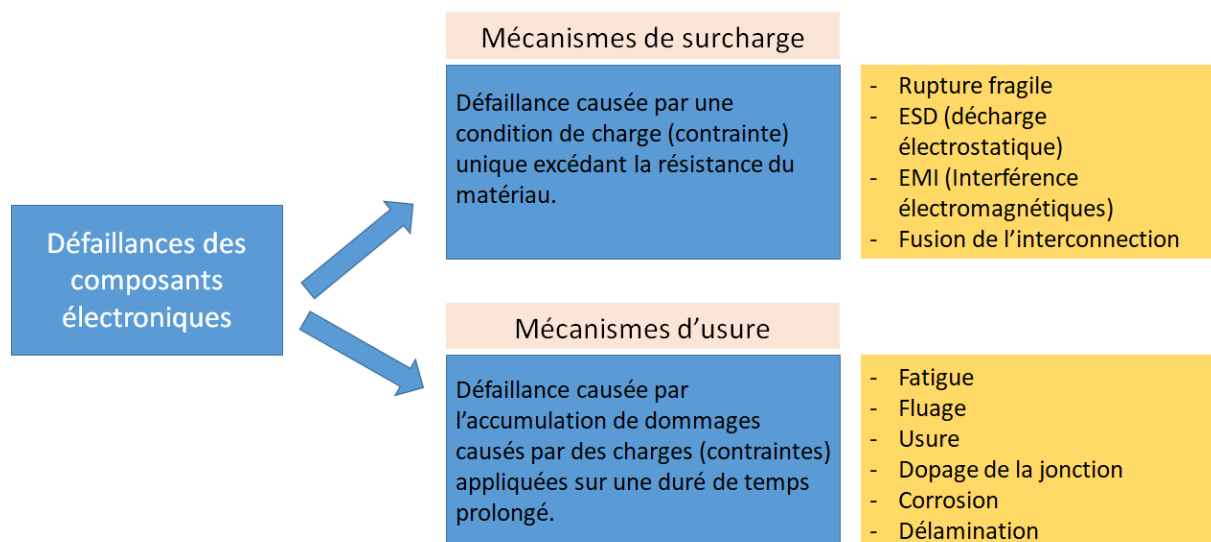 Mécanismes de surcharge
Défaillance causée par une
condition de charge (contrainte)
unique excédant la résistance du
matériau.
- Rupture fragile
- ESD (décharge
électrostatique)
- EMI (Interférence
électromagnétiques)
- Fusion de l’interconnection
Défaillances des
composants
électroniques
Mécanismes d’usure
Défaillance causée par
l’accumulation de dommages
causés par des charges (contraintes)
appliquées sur une duré de temps
prolongé.
- Fatigue
- Fluage
- Usure
- Dopage de la jonction
- Corrosion
- Délamination